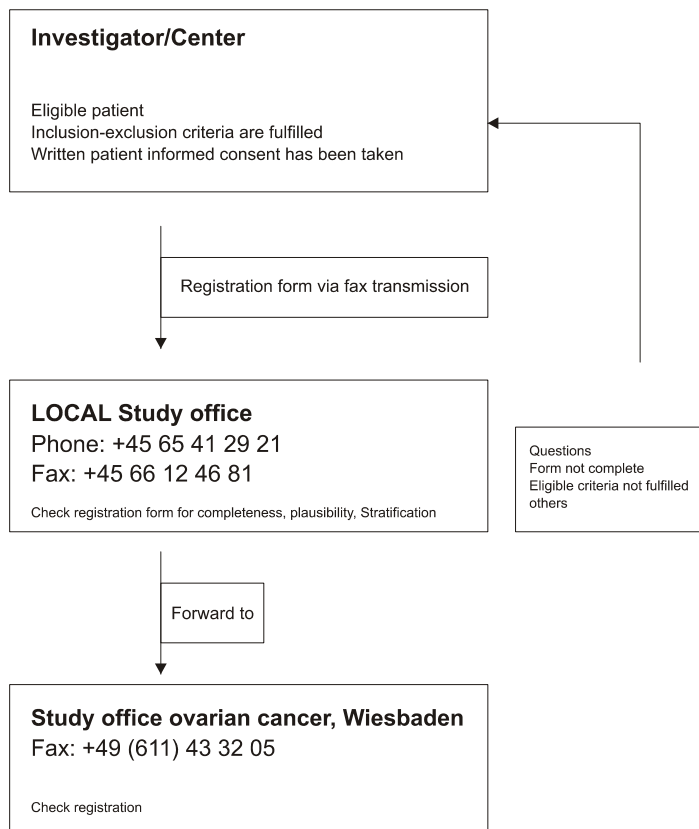 Investigator/Center
Eligible patient
Inclusion-exclusion criteria are fulfilled
Written patient informed consent has been taken
Registration form via fax transmission
LOCAL Study office
Phone: +45 65 41 29 21
Fax: +45 66 12 46 81
Check registration form for completeness, plausibility, Stratification
Questions
Form not complete
Eligible criteria not fulfilled
others
Forward to
Study office ovarian cancer, Wiesbaden
Fax: +49 (611) 43 32 05
Check registration